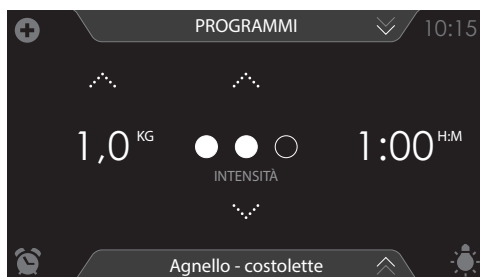 PROGRAMMI
10:15
1,0 KG
1:00 H:M
INTENSITÀ
Agnello - costolette